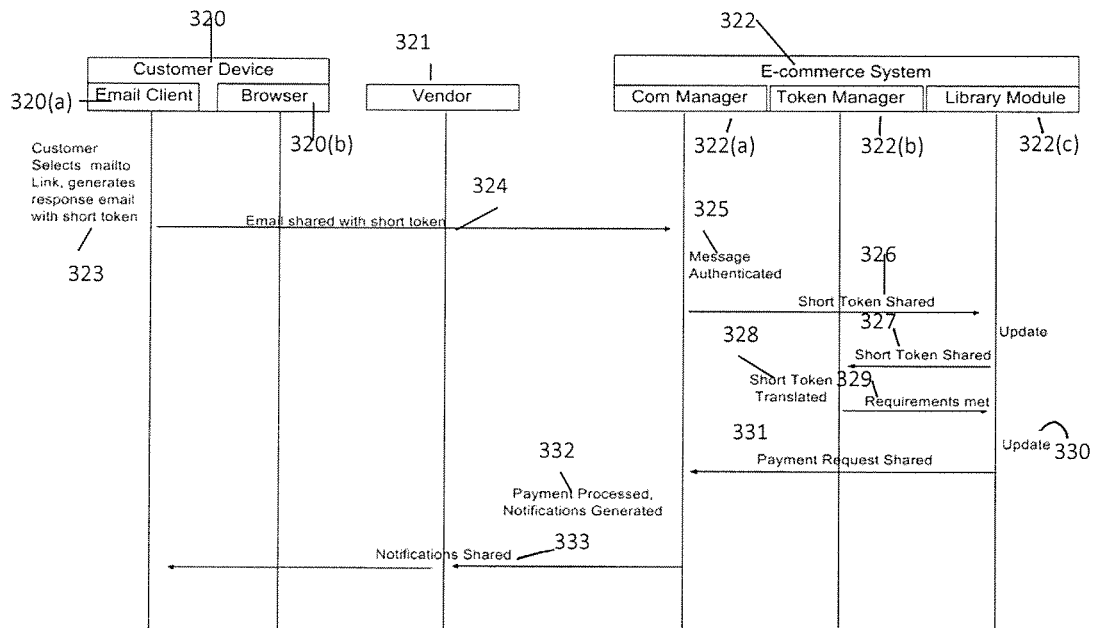 320
322
321
Customer Device
E-commerce System
320(a)
Email Client
Browser
Vendor
Com Manager
Token Manager
Library Module
320(b)
322(a)
322(b)
322(c)
Customer
Selects mailto
Link, generates
response email
with short token
323
324
Email shared with short token
325
Message
Authenticated
326
Short Token Shared
327
Update
328
Short Token Shared
Short Token
Translated
329
Requirements met
331
Update
330
Payment Request Shared
332
Payment Processed,
Notifications Generated
333
Notifications Shared